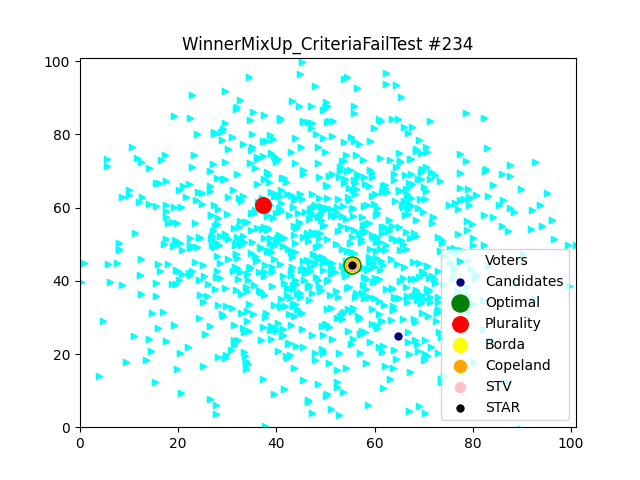 WinnerMixUp_CriteriaFailTest #234
100
80
60
40
20
0
0
20
40
60
80
100
Voters
Candidates
Optimal
Plurality
Borda
Copeland
STV
STAR